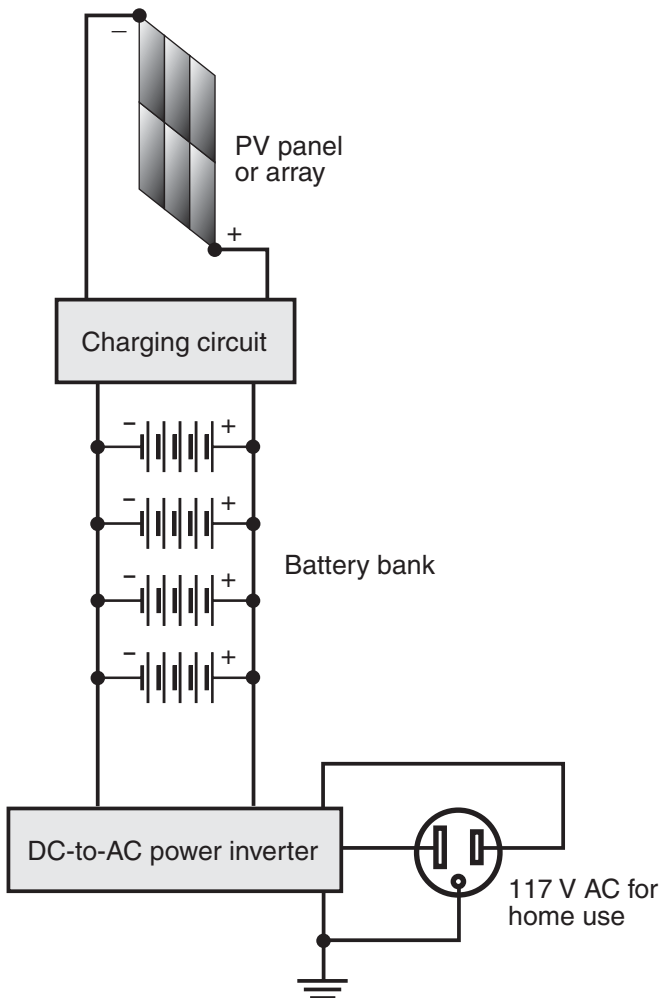 −
PV panel
or array
+
Charging circuit
− +
− +
Battery bank
− +
− +
DC-to-AC power inverter
117 V AC for
home use